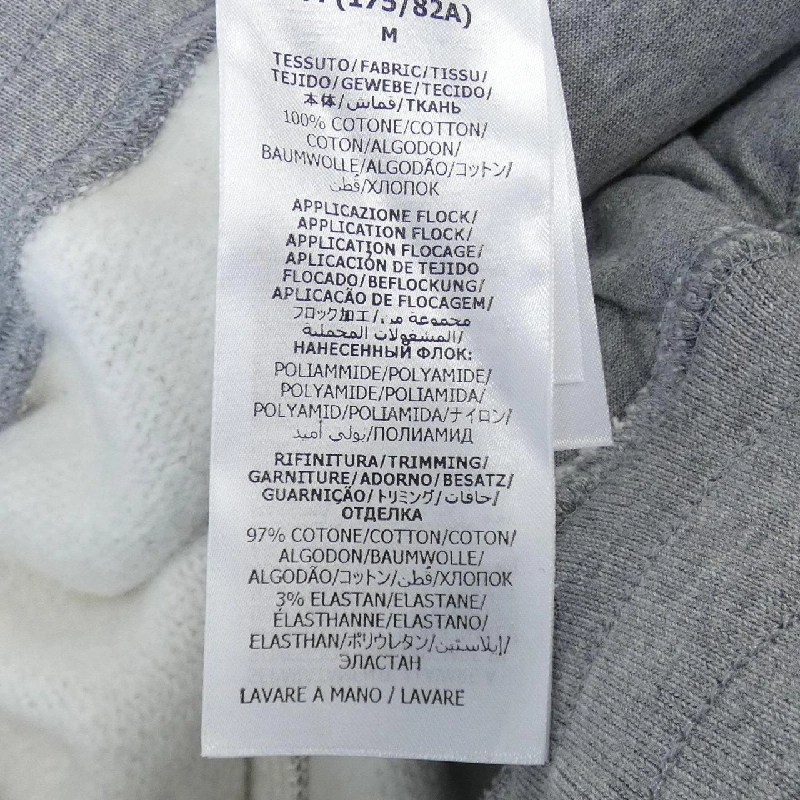 (175/82A)
M
TESSUTO/FABRIC/TISSU/
TEJIDO/GEWEBE/TECIDO/
本体/قماش/ТКАНЬ
100% COTONE/COTTON/
COTON/ALGODON/
BAUMWOLLE/ALGODÃO/コットン/
قطن/ХЛОПОК
APPLICAZIONE FLOCK/
APPLICATION FLOCK/
APPLICATION FLOCAGE/
APLICACIÓN DE TEJIDO
FLOCADO/BEFLOCKUNG/
APLICAÇÃO DE FLOCAGEM/
フロック加工/مجموعة من
المشغولات المخملية/
НАНЕСЕННЫЙ ФЛОК:
POLIAMMIDE/POLYAMIDE/
POLYAMIDE/POLIAMIDA/
POLYAMID/POLIAMIDA/ナイロン/
بولي أميد/ПОЛИАМИД
RIFINITURA/TRIMMING/
GARNITURE/ADORNO/BESATZ/
GUARNIÇÃO/トリミング/حافات/
ОТДЕЛКА
97% COTONE/COTTON/COTON/
ALGODON/BAUMWOLLE/
ALGODÃO/コットン/قطن/ХЛОПОК
3% ELASTAN/ELASTANE/
ÉLASTHANNE/ELASTANO/
ELASTHAN/ポリウレタン/إيلاستين/
ЭЛАСТАН
LAVARE A MANO / LAVARE